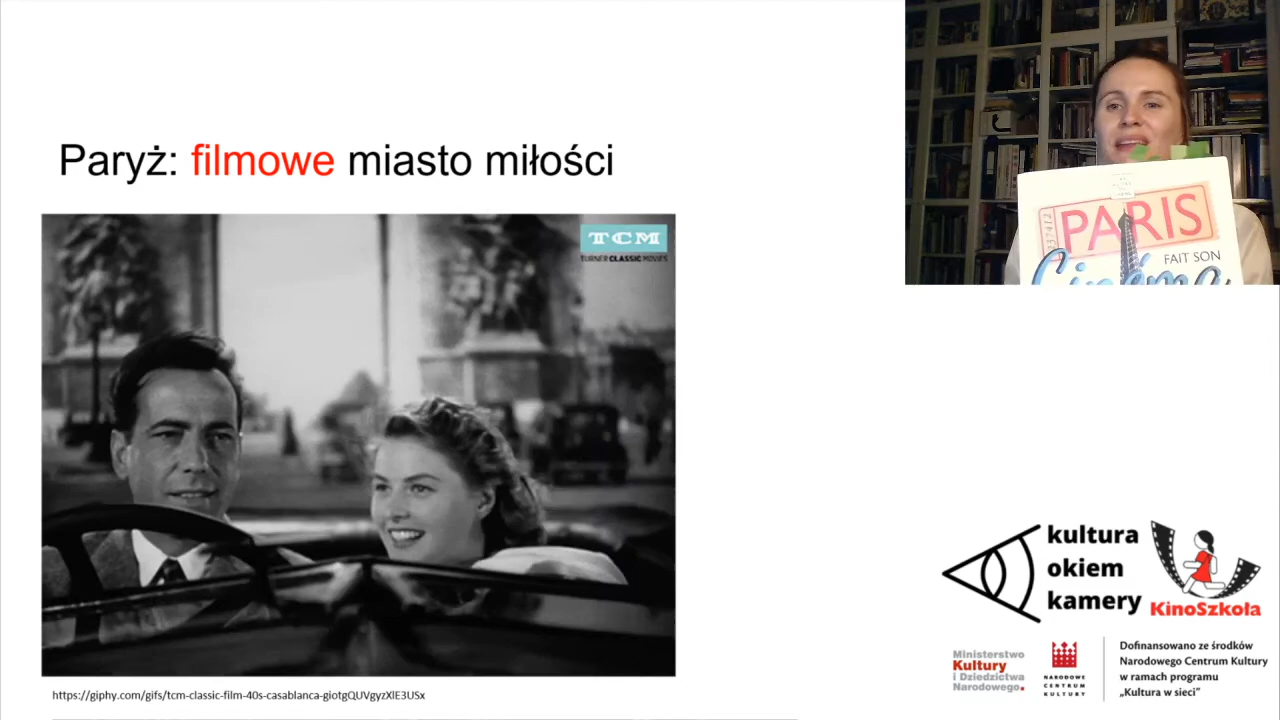 Paryż: filmowe miasto miłości
TCM
TURNER CLASSIC MOVIES
https://giphy.com/gifs/tcm-classic-film-40s-casablanca-giotgQUVgyzXlE3USx
37412
PARIS
FAIT SON
Cinéma
kultura
okiem
kamery
KinoSzkoła
Ministerstwo
Kultury
i Dziedzictwa
Narodowego.
NARODOWE
CENTRUM
KULTURY
Dofinansowano ze środków
Narodowego Centrum Kultury
w ramach programu
„Kultura w sieci”